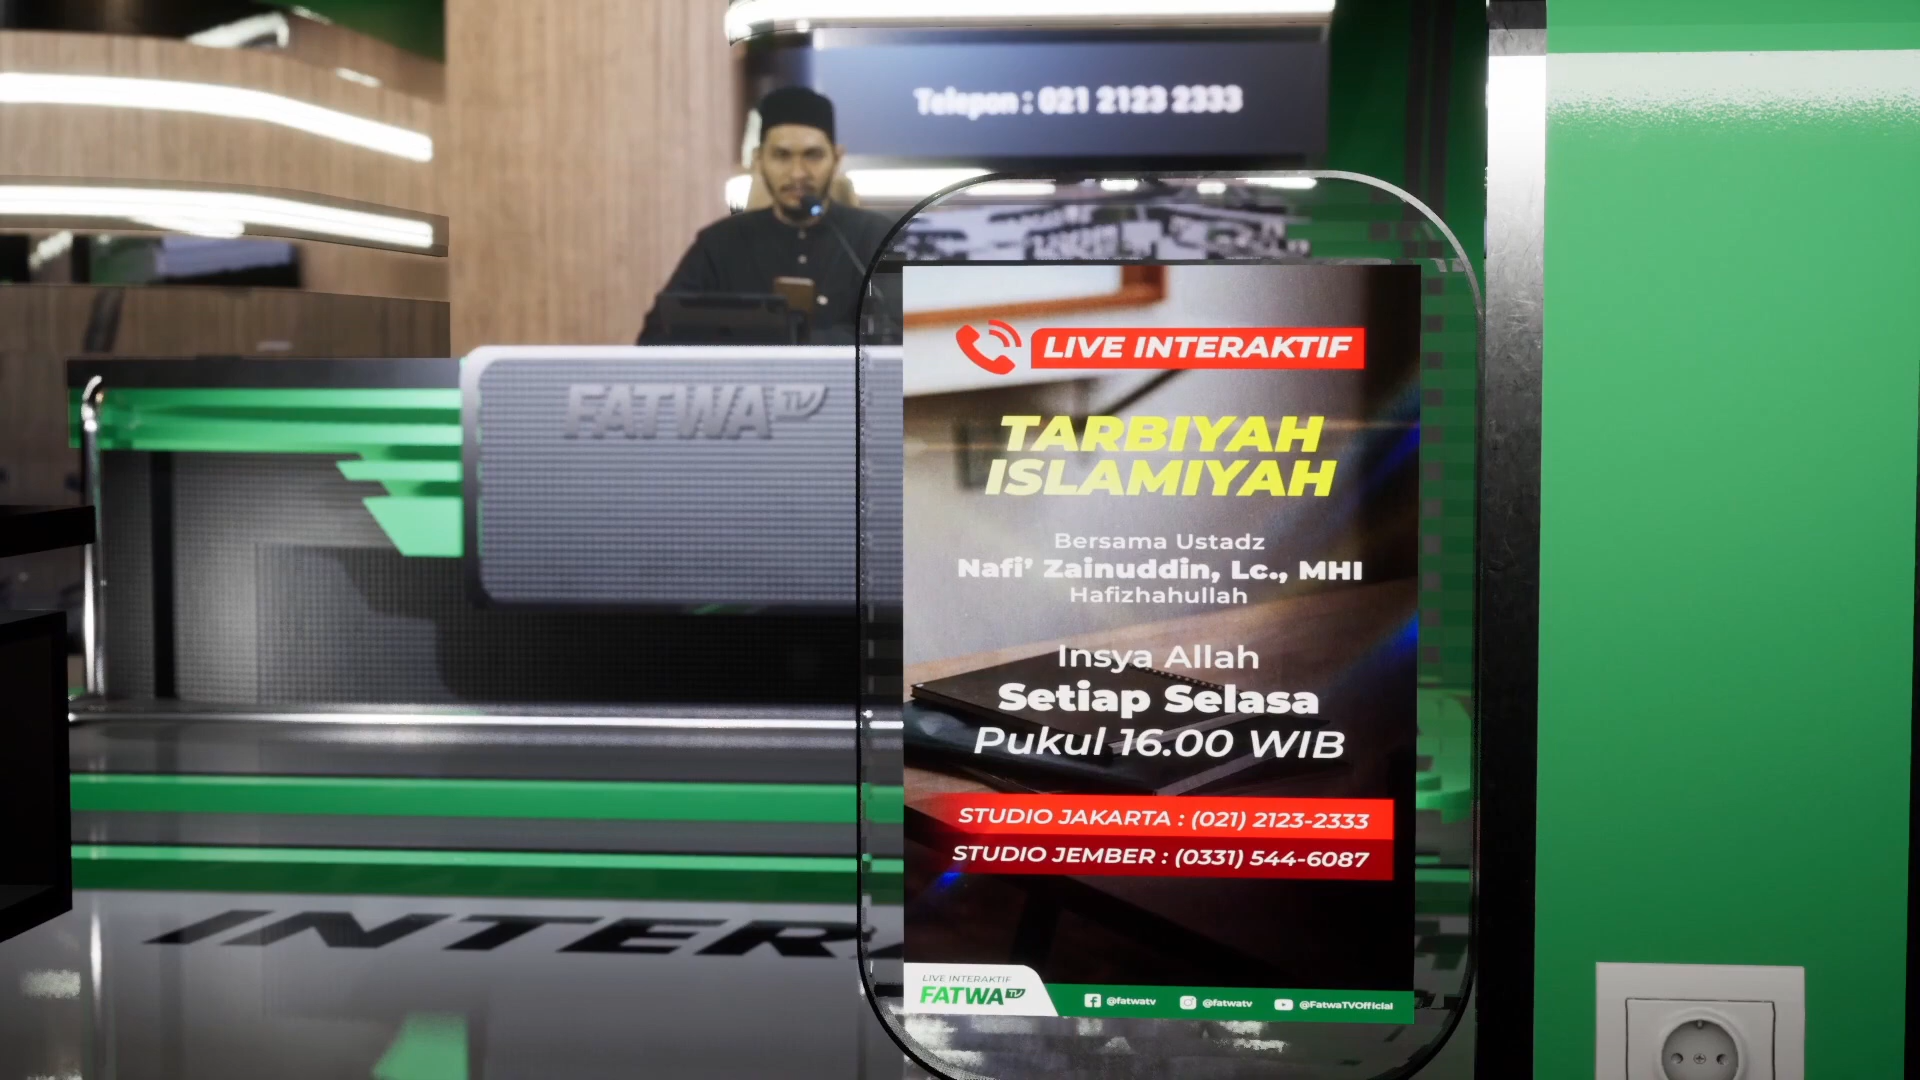 Telepon : 021 2123 2333
FATWA TV
LIVE INTERAKTIF
TARBIYAH
ISLAMIYAH
Bersama Ustadz
Nafi' Zainuddin, Lc., MHI
Hafizhahullah
Insya Allah
Setiap Selasa
Pukul 16.00 WIB
STUDIO JAKARTA : (021) 2123-2333
STUDIO JEMBER : (0331) 544-6087
INTERA
LIVE INTERAKTIF
FATWA TV
@fatwatv @fatwatv @FatwaTVOfficial